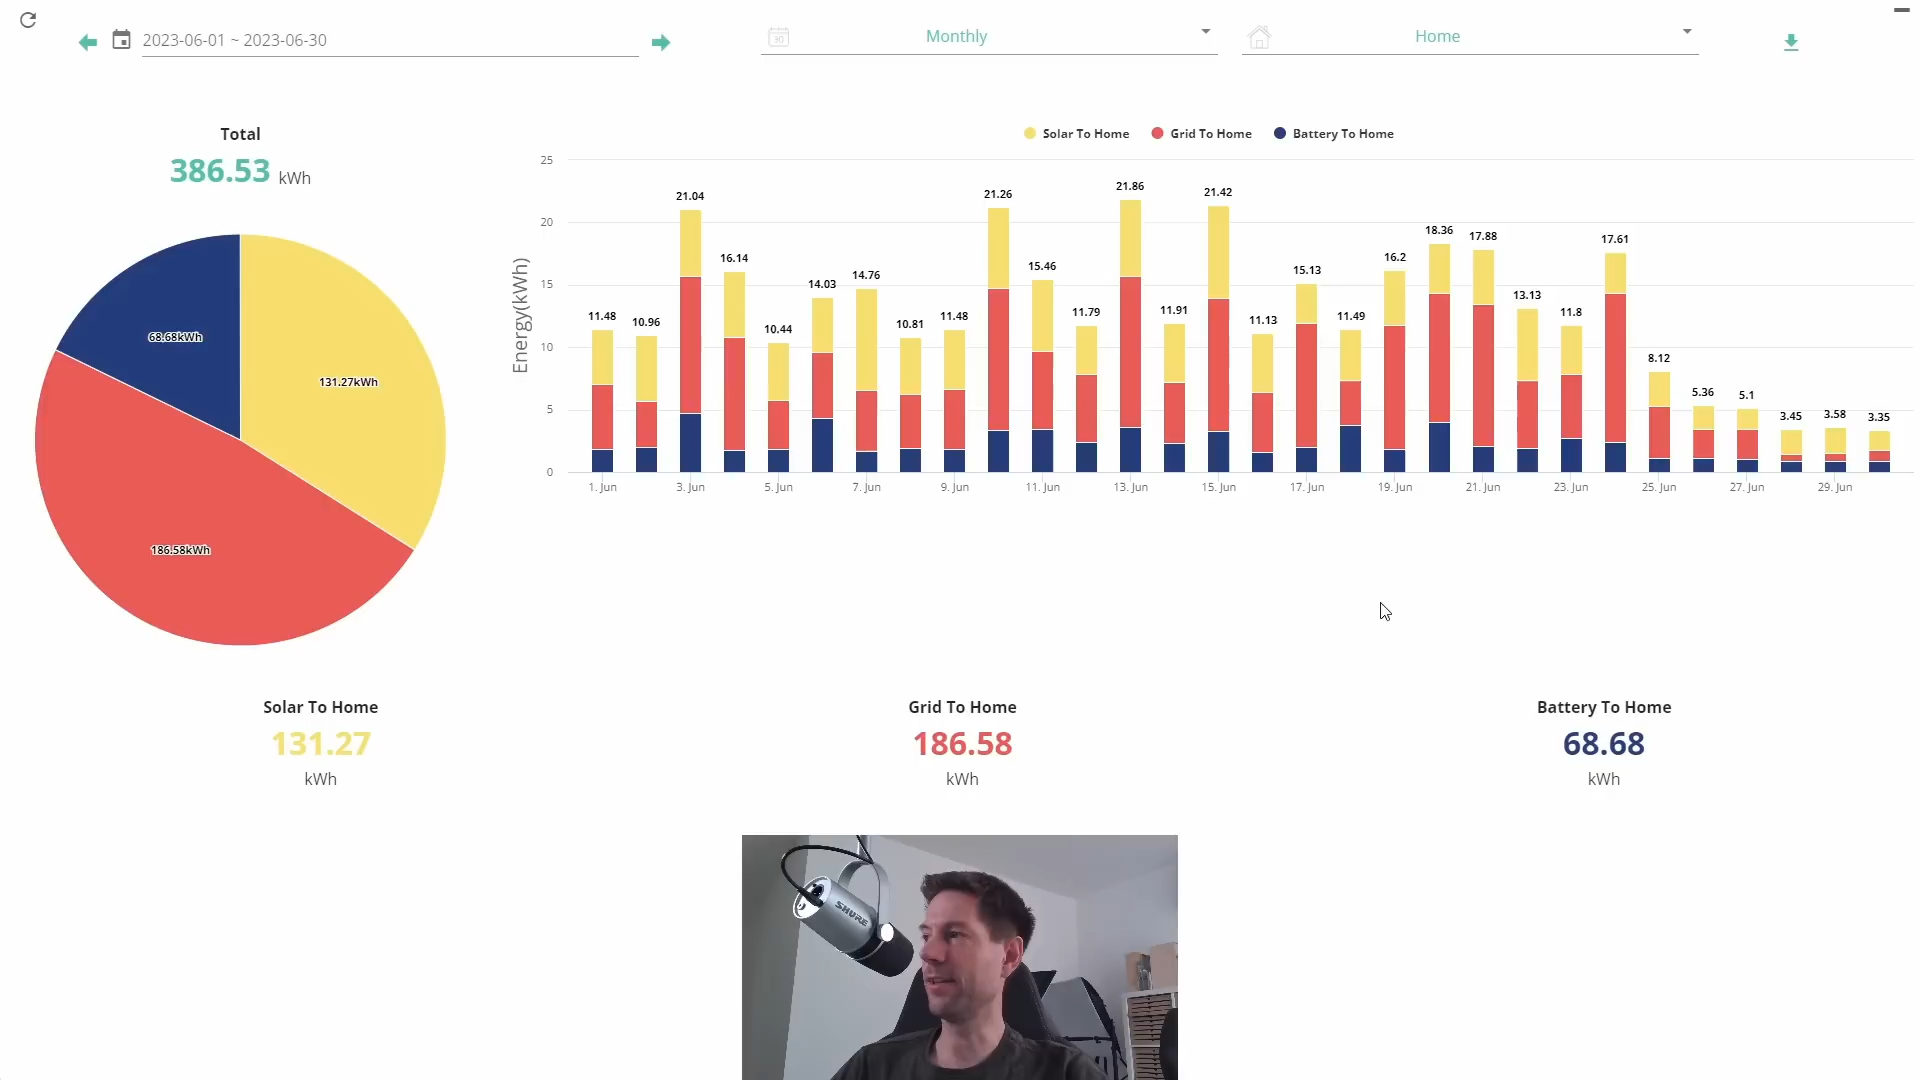 2023-06-01 ~ 2023-06-30
30
Monthly
Home
Total
386.53 kWh
Solar To Home
Grid To Home
Battery To Home
68.68kWh
131.27kWh
186.58kWh
Energy(kWh)
25
20
15
10
5
0
11.48
10.96
21.04
16.14
10.44
14.03
14.76
10.81
11.48
21.26
15.46
11.79
21.86
11.91
21.42
11.13
15.13
11.49
16.2
18.36
17.88
13.13
11.8
17.61
8.12
5.36
5.1
3.45
3.58
3.35
1. Jun
3. Jun
5. Jun
7. Jun
9. Jun
11. Jun
13. Jun
15. Jun
17. Jun
19. Jun
21. Jun
23. Jun
25. Jun
27. Jun
29. Jun
Solar To Home
131.27
kWh
Grid To Home
186.58
kWh
Battery To Home
68.68
kWh
SHURE